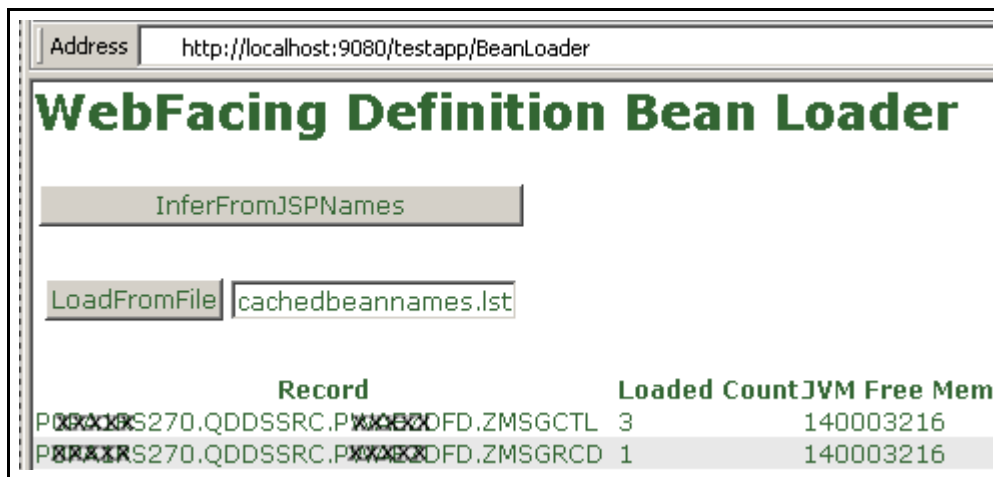 Address http://localhost:9080/testapp/BeanLoader
WebFacing Definition Bean Loader
InferFromJSPNames
LoadFromFile cachedbeannames.lst
Record Loaded Count JVM Free Mem
S270.QDDSSRC. DFD.ZMSGCTL 3 140003216
S270.QDDSSRC. DFD.ZMSGRCD 1 140003216